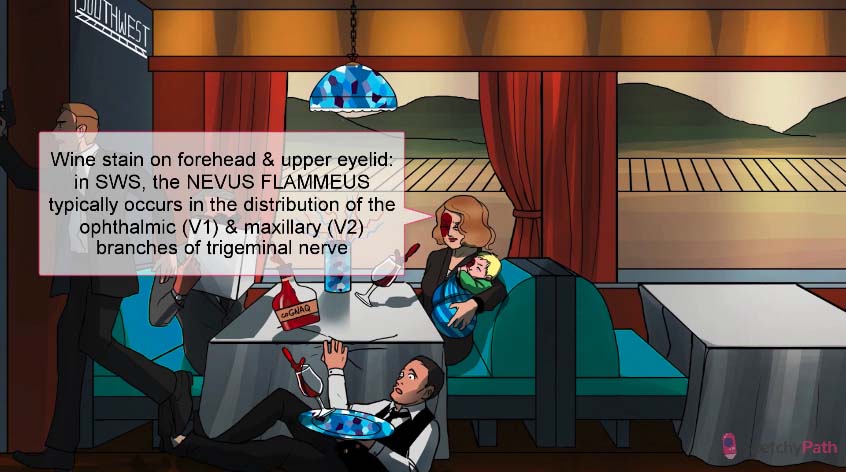 SOUTHWEST
Wine stain on forehead & upper eyelid:
in SWS, the NEVUS FLAMMEUS
typically occurs in the distribution of the
ophthalmic (V1) & maxillary (V2)
branches of trigeminal nerve
coGNAQ
SketchyPath